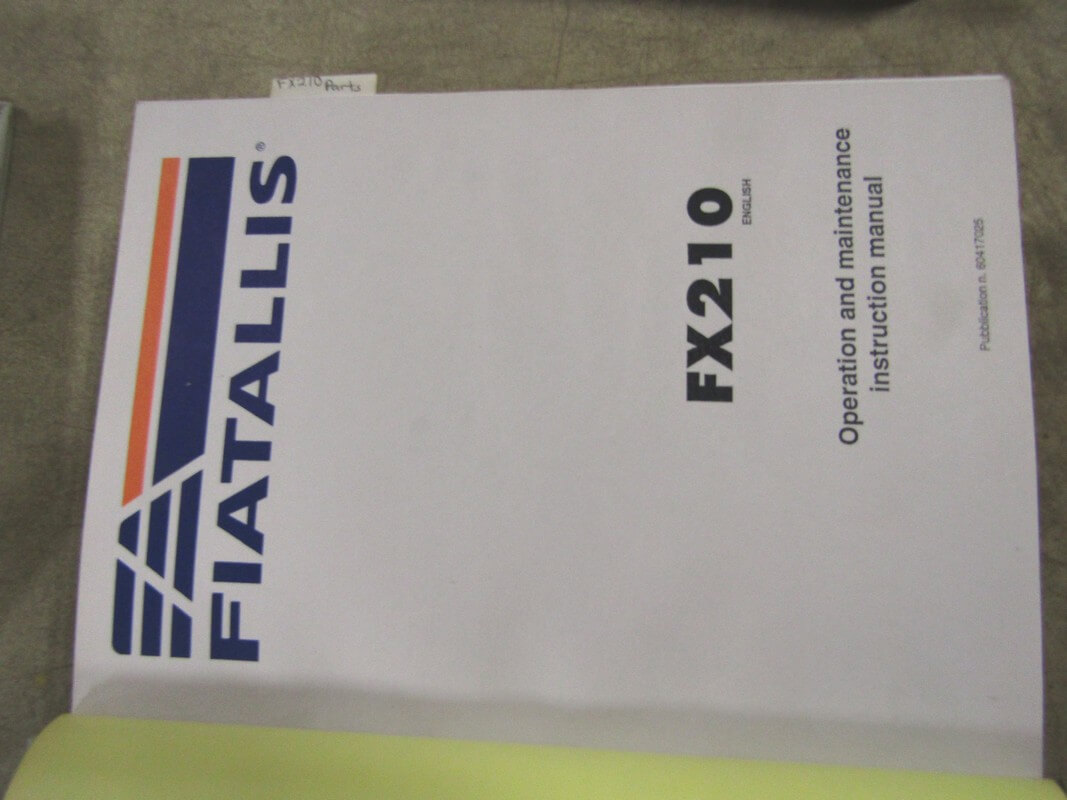 FX210 Parts
FIATALLIS®
FX210
ENGLISH
Operation and maintenance
instruction manual
Pubblication n. 60417025